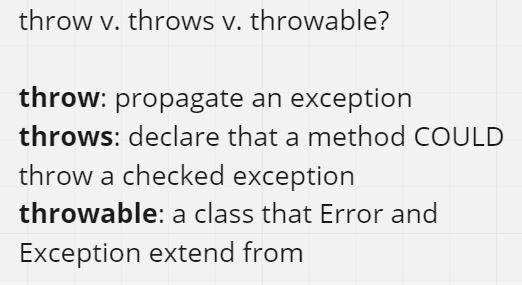 throw v. throws v. throwable?
throw: propagate an exception
throws: declare that a method COULD
throw a checked exception
throwable: a class that Error and
Exception extend from